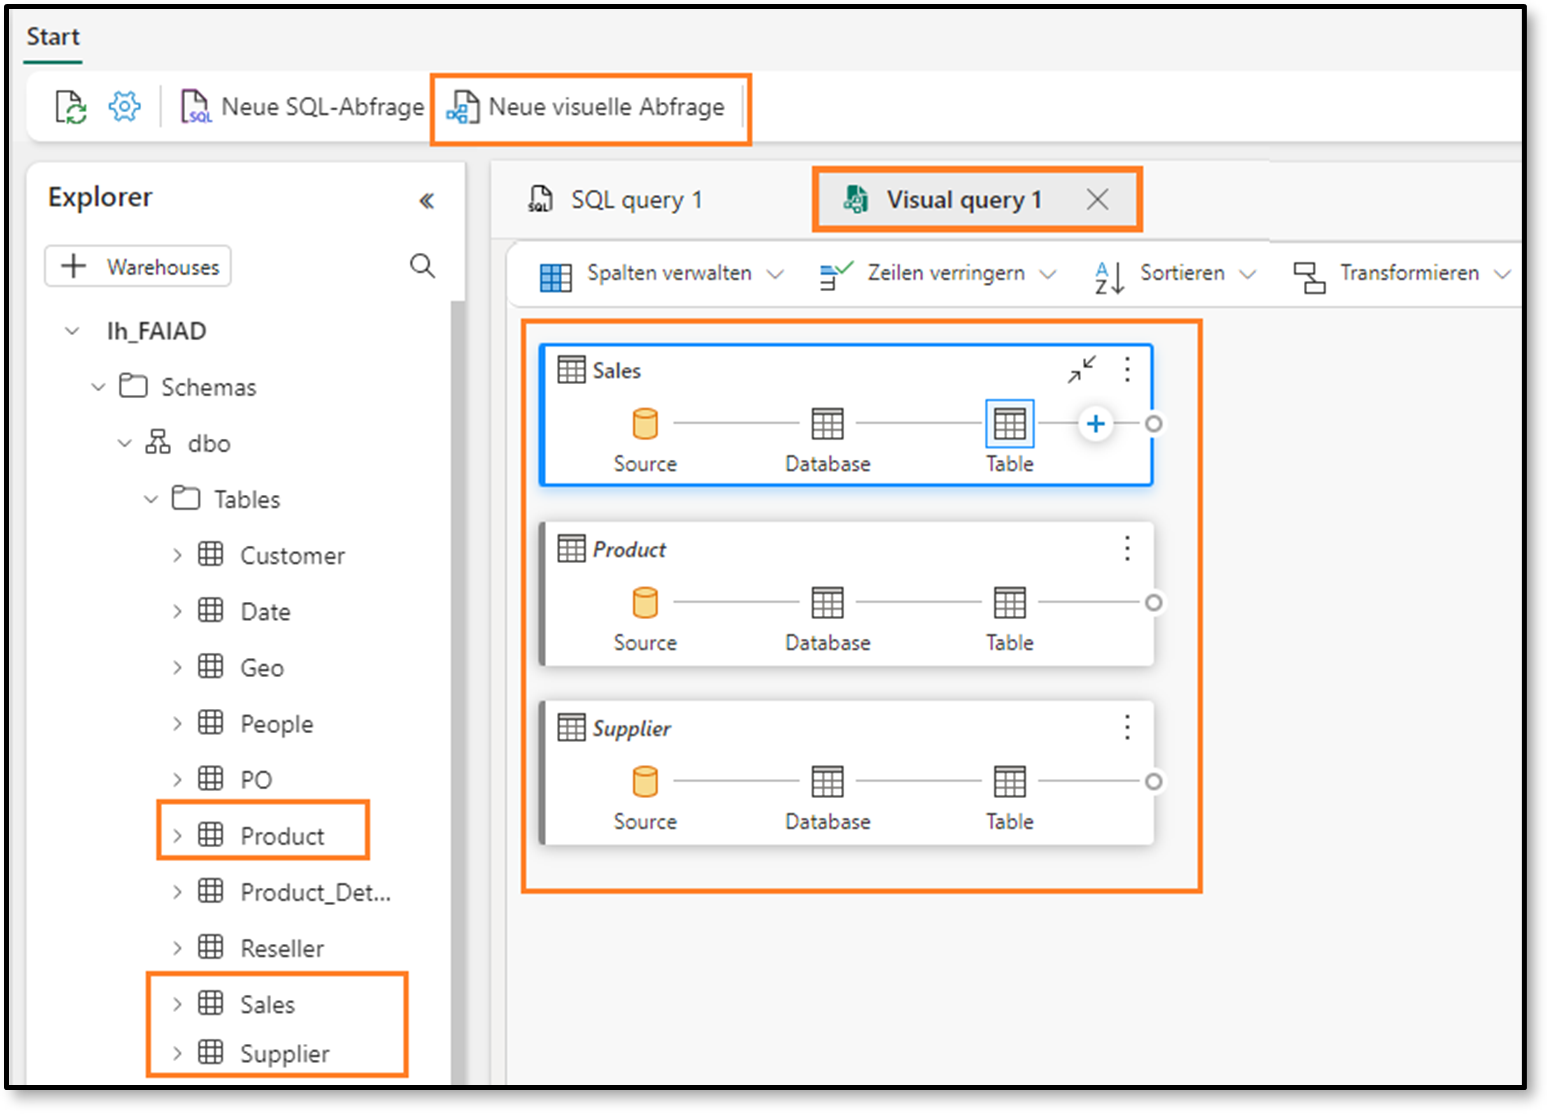 Start
Neue SQL-Abfrage
Neue visuelle Abfrage
Explorer
+ Warehouses
lh_FAIAD
Schemas
dbo
Tables
Customer
Date
Geo
People
PO
Product
Product_Det...
Reseller
Sales
Supplier
SQL query 1
Visual query 1
Spalten verwalten
Zeilen verringern
Sortieren
Transformieren
Sales
Source
Database
Table
Product
Source
Database
Table
Supplier
Source
Database
Table